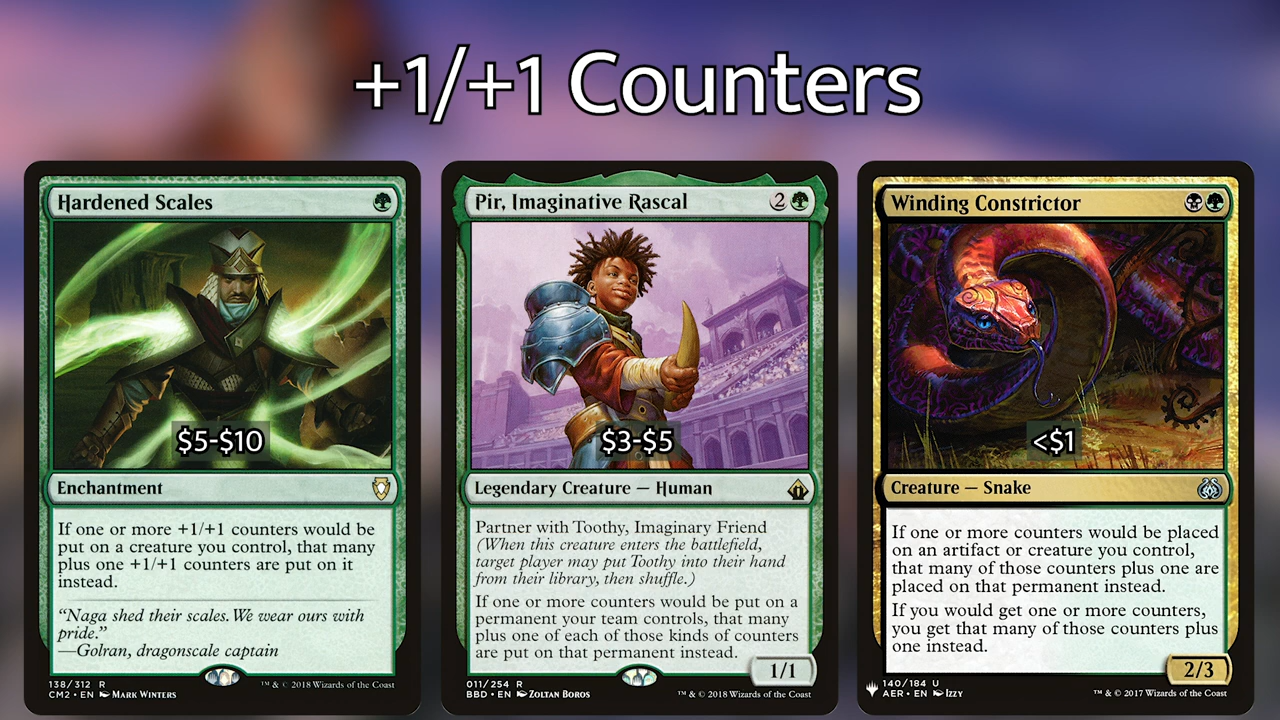 +1/+1 Counters
Hardened Scales
$5-$10
Enchantment
If one or more +1/+1 counters would be
put on a creature you control, that many
plus one +1/+1 counters are put on it
instead.
“Naga shed their scales. We wear ours with
pride.”
—Golran, dragonscale captain
138/312 R
CM2 • EN Mark Winters
™ & © 2018 Wizards of the Coast
Pir, Imaginative Rascal 2
$3-$5
Legendary Creature — Human
Partner with Toothy, Imaginary Friend
(When this creature enters the battlefield,
target player may put Toothy into their hand
from their library, then shuffle.)
If one or more counters would be put on a
permanent your team controls, that many
plus one of each of those kinds of counters
are put on that permanent instead.
1/1
011/254 R
BBD • EN Zoltan Boros
™ & © 2018 Wizards of the Coast
Winding Constrictor
<$1
Creature — Snake
If one or more counters would be placed
on an artifact or creature you control,
that many of those counters plus one are
placed on that permanent instead.
If you would get one or more counters,
you get that many of those counters plus
one instead.
2/3
140/184 U
AER • EN Izzy
™ & © 2017 Wizards of the Coast